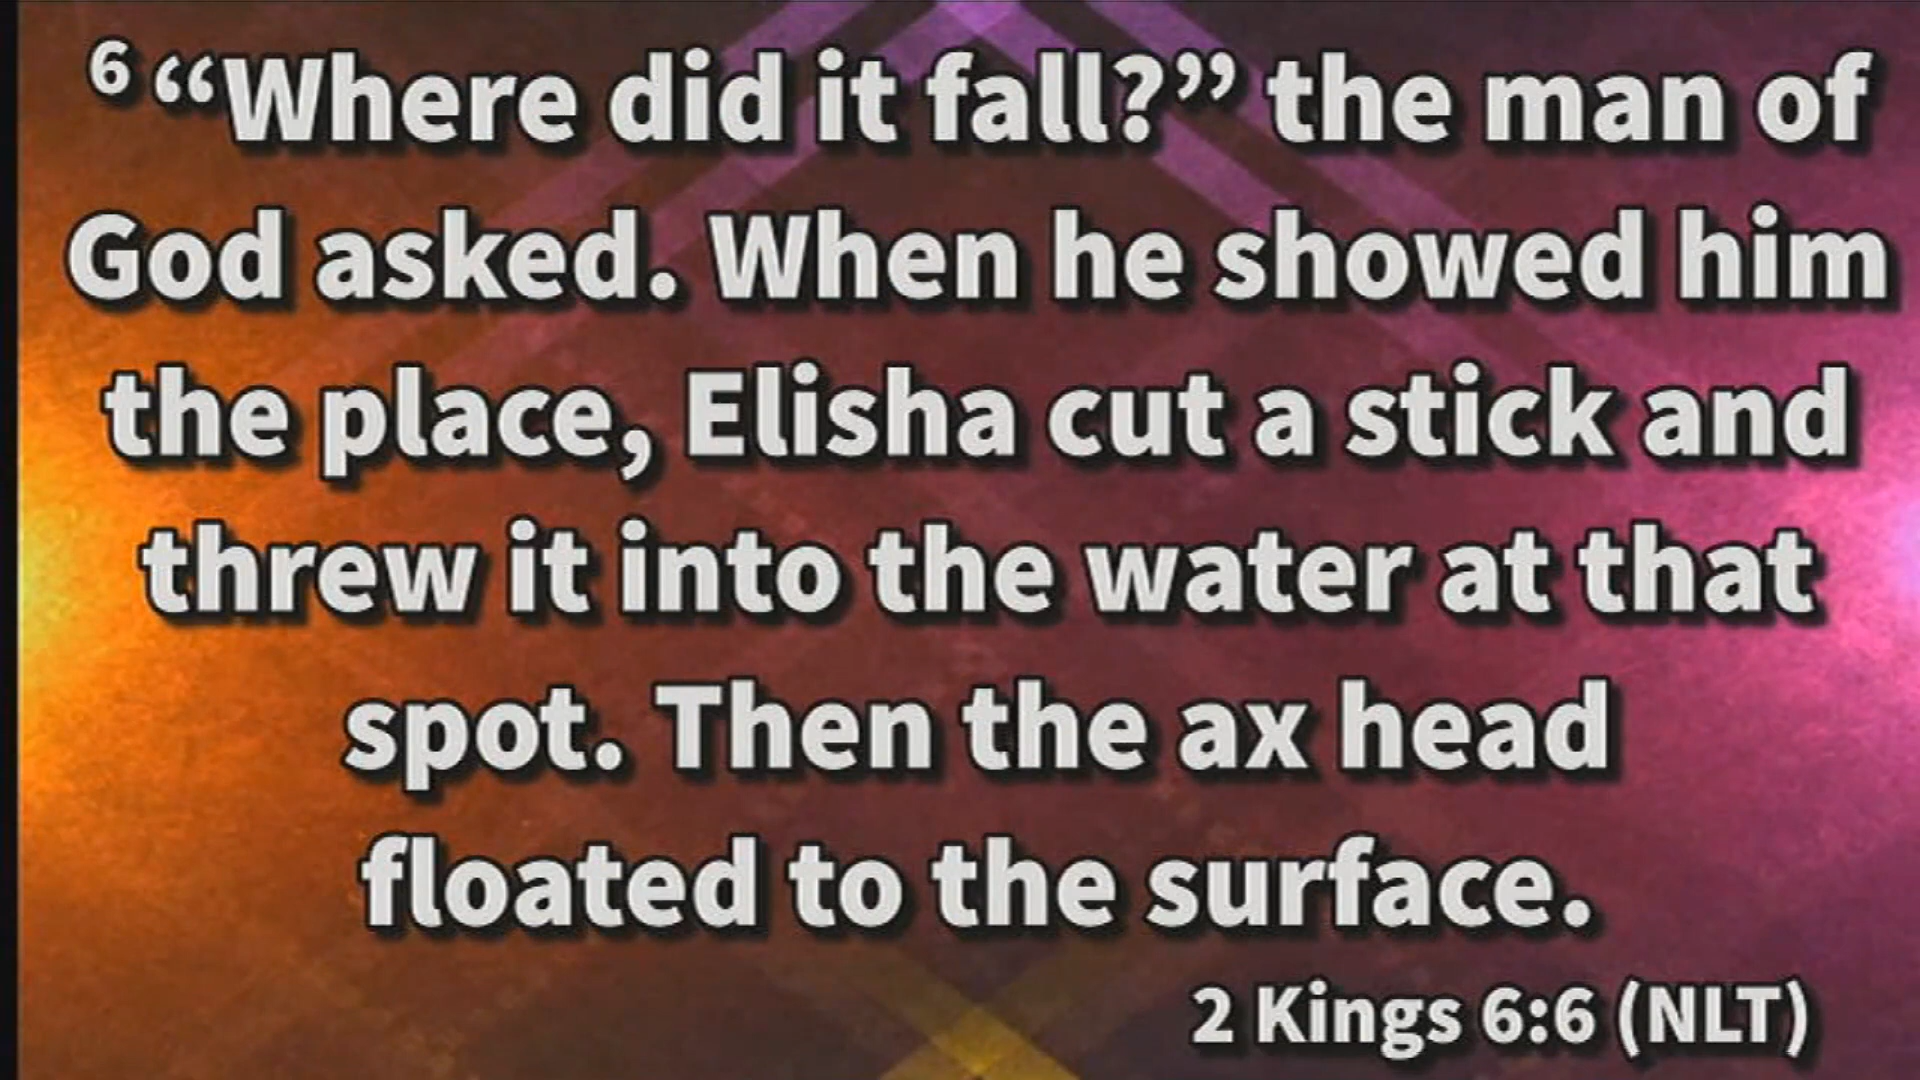 6 “Where did it fall?” the man of
God asked. When he showed him
the place, Elisha cut a stick and
threw it into the water at that
spot. Then the ax head
floated to the surface.
2 Kings 6:6 (NLT)